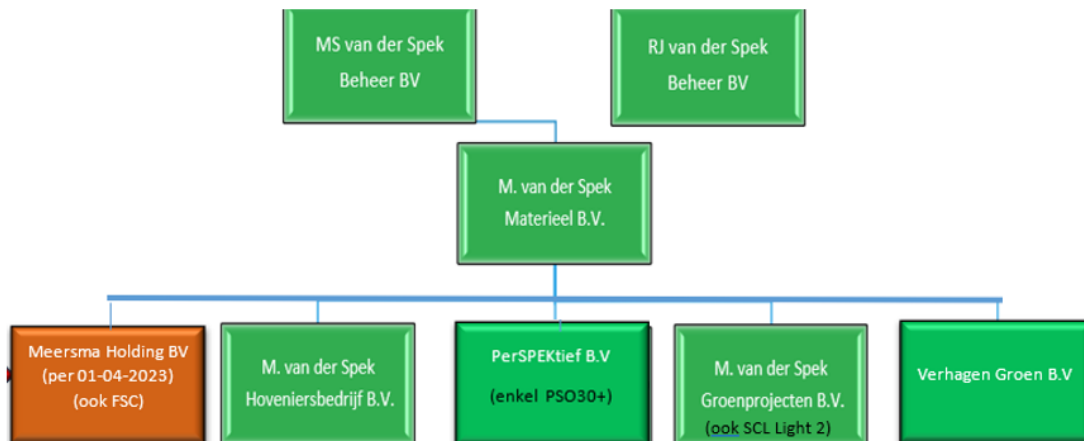 MS van der Spek
Beheer BV
RJ van der Spek
Beheer BV
M. van der Spek
Materieel B.V.
Meersma Holding BV
(per 01-04-2023)
(ook FSC)
M. van der Spek
Hoveniersbedrijf B.V.
PerSPEKtief B.V
(enkel PSO30+)
M. van der Spek
Groenprojecten B.V.
(ook SCL Light 2)
Verhagen Groen B.V